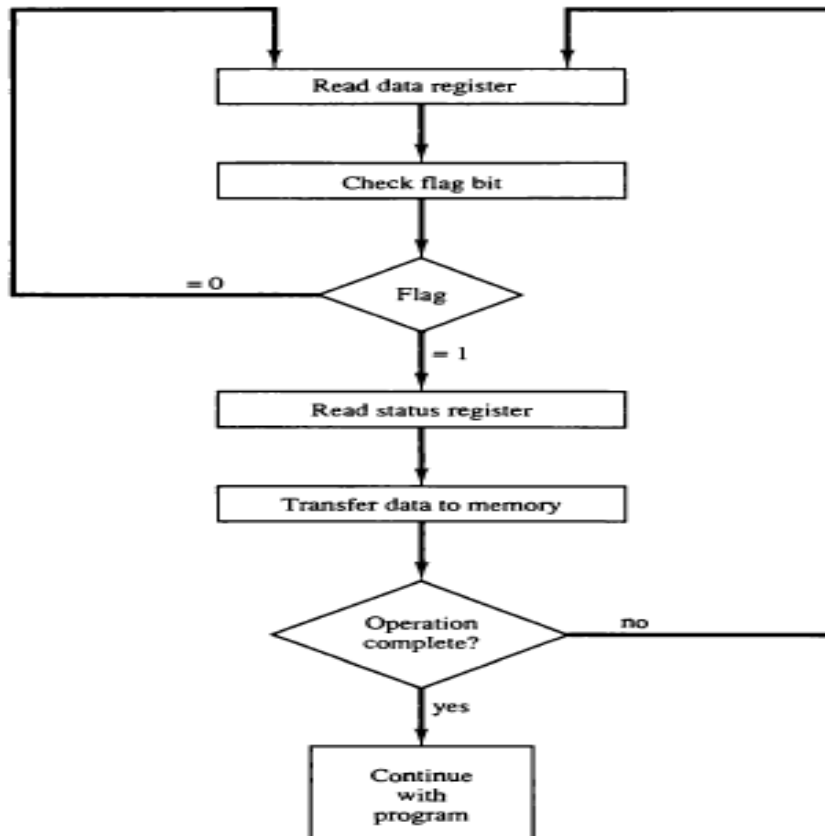 Read data register
Check flag bit
= 0
Flag
= 1
Read status register
Transfer data to memory
Operation
complete?
no
yes
Continue
with
program